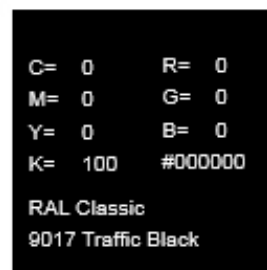 C= 0 R= 0
M= 0 G= 0
Y= 0 B= 0
K= 100 #000000
RAL Classic
9017 Traffic Black